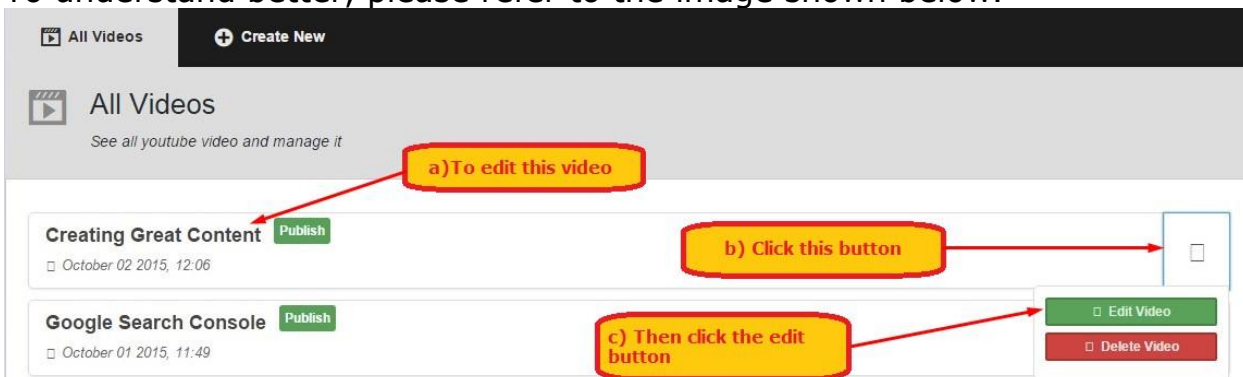 To understand better, please refer to the image shown below:
All Videos
Create New
All Videos
See all youtube video and manage it
a)To edit this video
Creating Great Content Publish
October 02 2015, 12:06
b) Click this button
Google Search Console Publish
October 01 2015, 11:49
c) Then click the edit
button
Edit Video
Delete Video